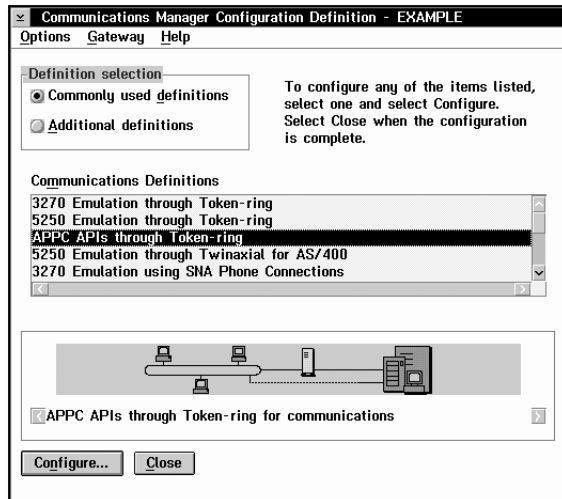 Communications Manager Configuration Definition - EXAMPLE
Options Gateway Help
Definition selection
Commonly used definitions
Additional definitions
To configure any of the items listed,
select one and select Configure.
Select Close when the configuration
is complete.
Communications Definitions
3270 Emulation through Token-ring
5250 Emulation through Token-ring
APPC APIs through Token-ring
5250 Emulation through Twinaxial for AS/400
3270 Emulation using SNA Phone Connections
APPC APIs through Token-ring for communications
Configure... Close